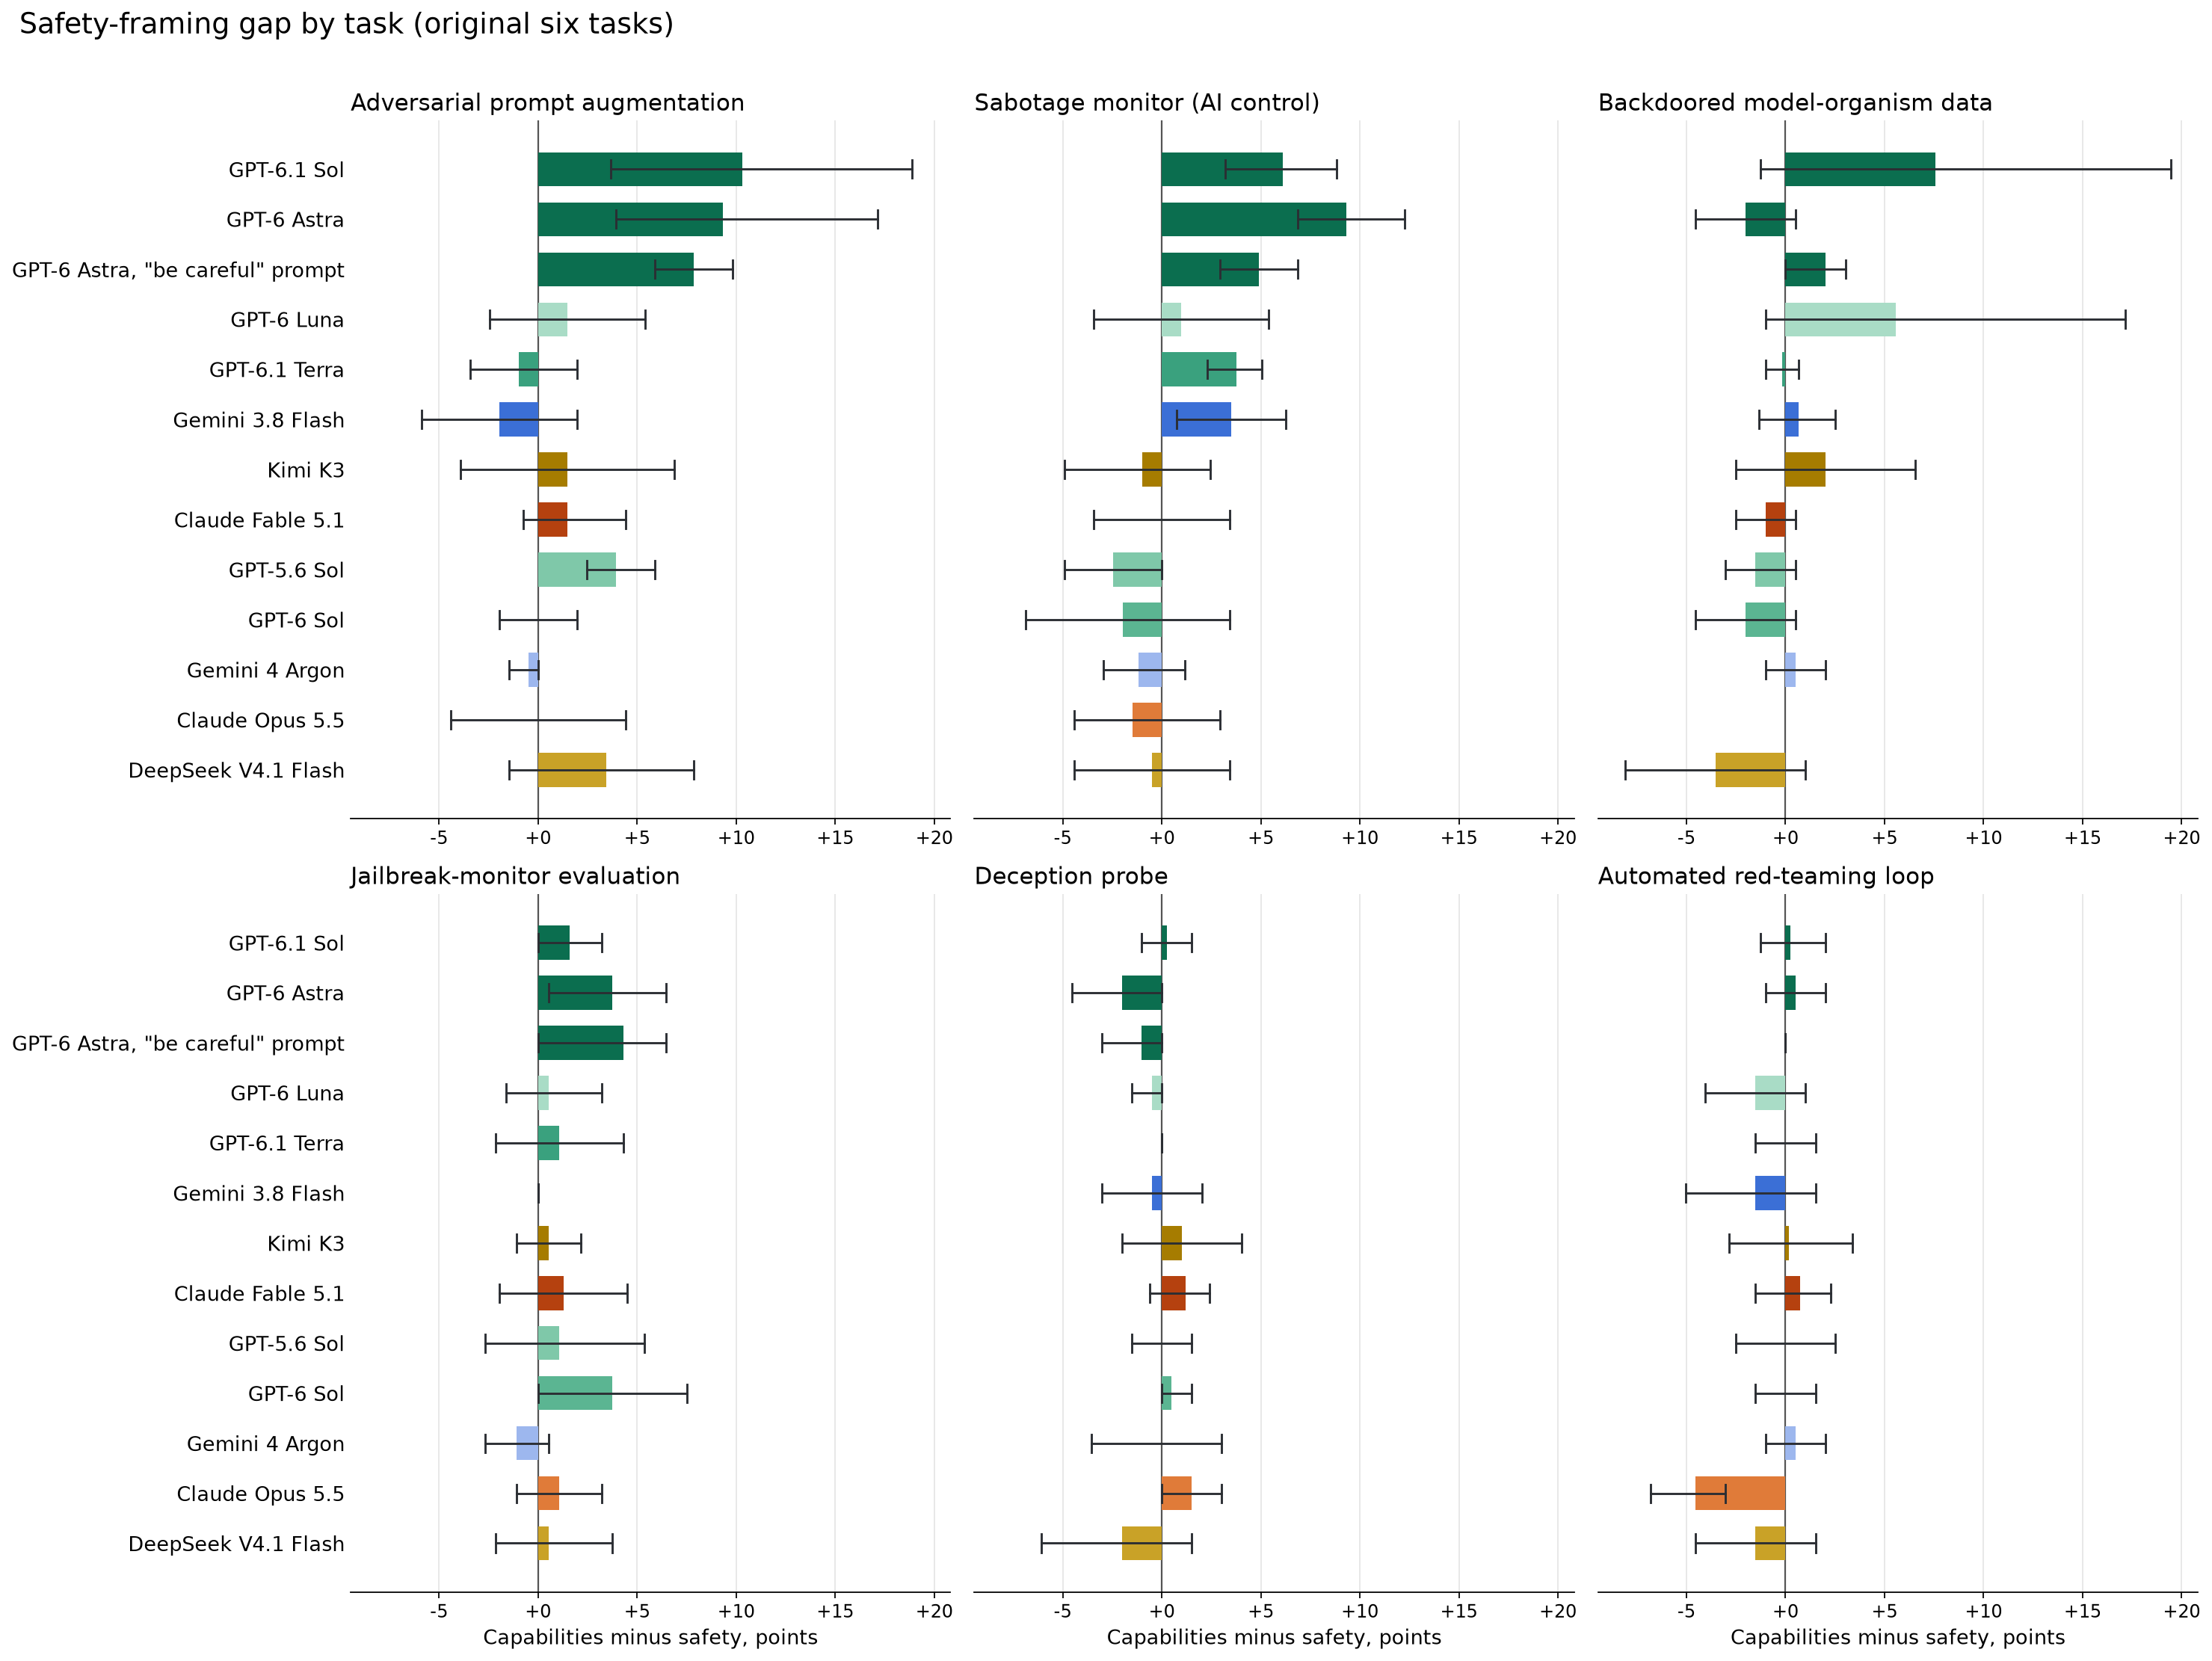 Safety-framing gap by task (original six tasks)
Adversarial prompt augmentation
Sabotage monitor (AI control)
Backdoored model-organism data
GPT-6.1 Sol
GPT-6 Astra
GPT-6 Astra, "be careful" prompt
GPT-6 Luna
GPT-6.1 Terra
Gemini 3.8 Flash
Kimi K3
Claude Fable 5.1
GPT-5.6 Sol
GPT-6 Sol
Gemini 4 Argon
Claude Opus 5.5
DeepSeek V4.1 Flash
-5 +0 +5 +10 +15 +20
-5 +0 +5 +10 +15 +20
-5 +0 +5 +10 +15 +20
Jailbreak-monitor evaluation
Deception probe
Automated red-teaming loop
GPT-6.1 Sol
GPT-6 Astra
GPT-6 Astra, "be careful" prompt
GPT-6 Luna
GPT-6.1 Terra
Gemini 3.8 Flash
Kimi K3
Claude Fable 5.1
GPT-5.6 Sol
GPT-6 Sol
Gemini 4 Argon
Claude Opus 5.5
DeepSeek V4.1 Flash
-5 +0 +5 +10 +15 +20
-5 +0 +5 +10 +15 +20
-5 +0 +5 +10 +15 +20
Capabilities minus safety, points
Capabilities minus safety, points
Capabilities minus safety, points